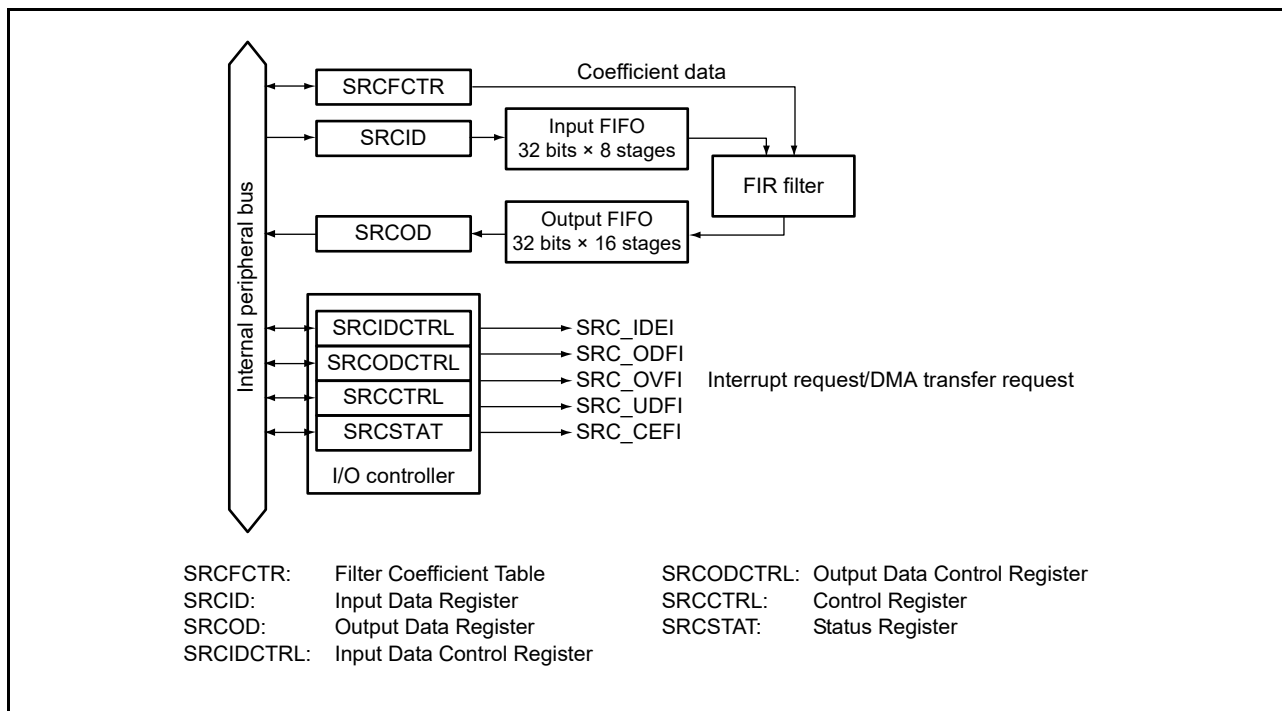 Coefficient data
SRCFCTR
SRCID
Input FIFO
32 bits × 8 stages
FIR filter
SRCOD
Output FIFO
32 bits × 16 stages
Internal peripheral bus
SRCIDCTRL
SRCODCTRL
SRCCTRL
SRCSTAT
I/O controller
SRC_IDEI
SRC_ODFI
SRC_OVFI
SRC_UDFI
SRC_CEFI
Interrupt request/DMA transfer request
SRCFCTR: Filter Coefficient Table
SRCID: Input Data Register
SRCOD: Output Data Register
SRCIDCTRL: Input Data Control Register
SRCODCTRL: Output Data Control Register
SRCCTRL: Control Register
SRCSTAT: Status Register